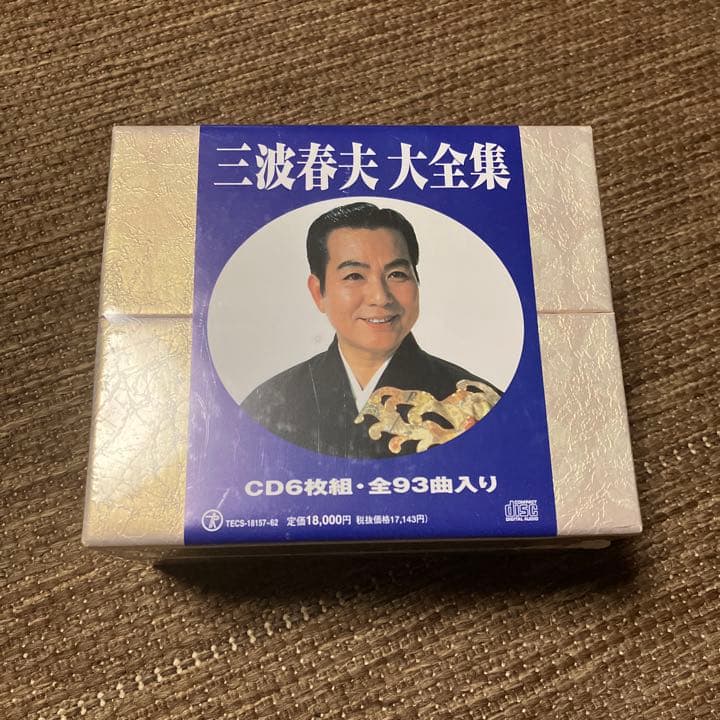 三波春夫 大全集
CD6枚組・全93曲入り
TECS-18157~62 定価18,000円 税抜価格17,143円)
COMPACT
disc
DIGITAL AUDIO